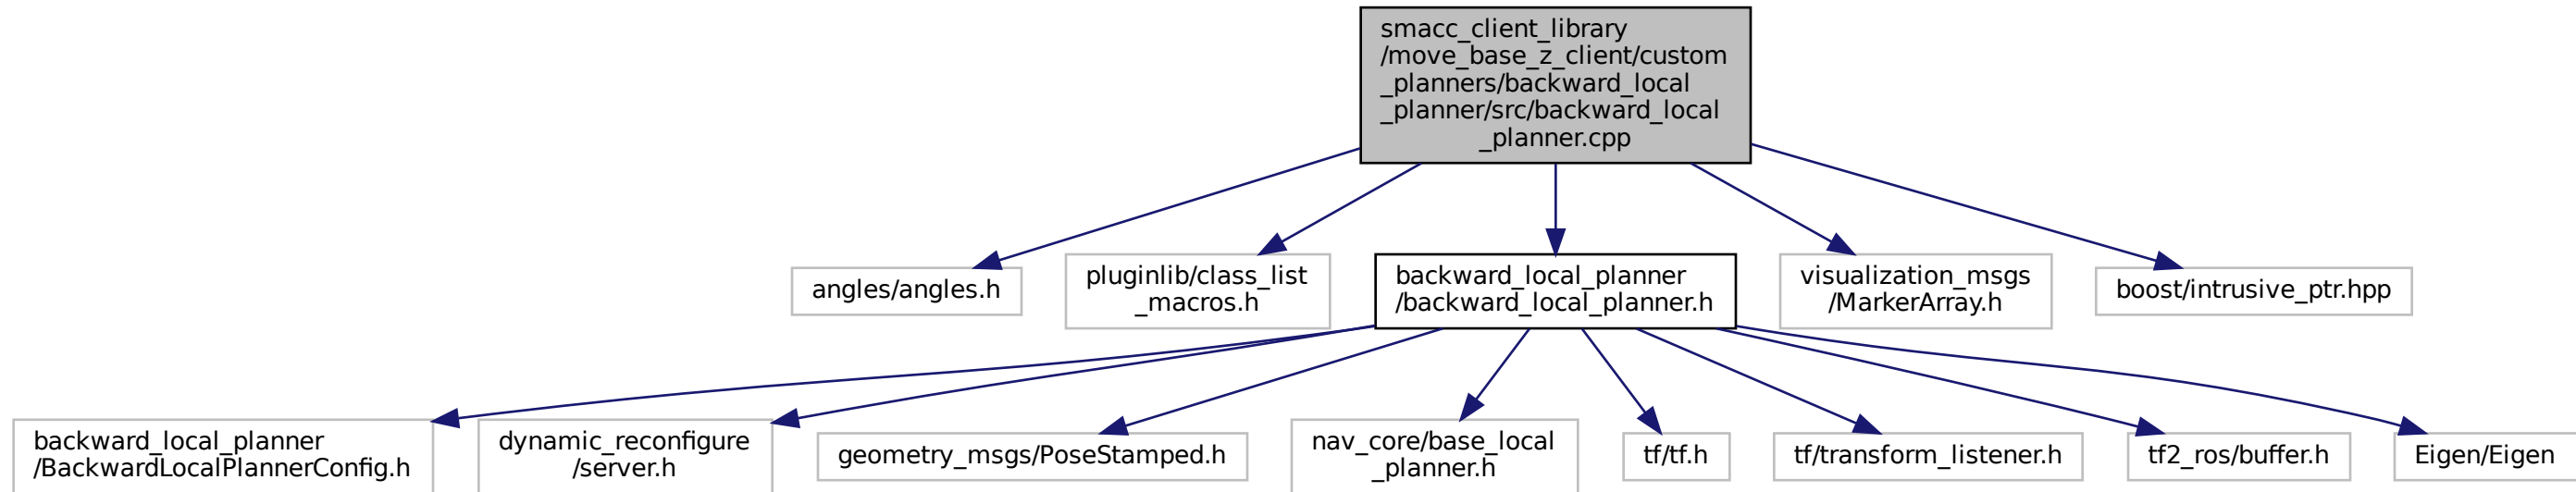 smacc_client_library
/move_base_z_client/custom
_planners/backward_local
_planner/src/backward_local
_planner.cpp
angles/angles.h
pluginlib/class_list
_macros.h
backward_local_planner
/backward_local_planner.h
visualization_msgs
/MarkerArray.h
boost/intrusive_ptr.hpp
backward_local_planner
/BackwardLocalPlannerConfig.h
dynamic_reconfigure
/server.h
geometry_msgs/PoseStamped.h
nav_core/base_local
_planner.h
tf/tf.h
tf/transform_listener.h
tf2_ros/buffer.h
Eigen/Eigen